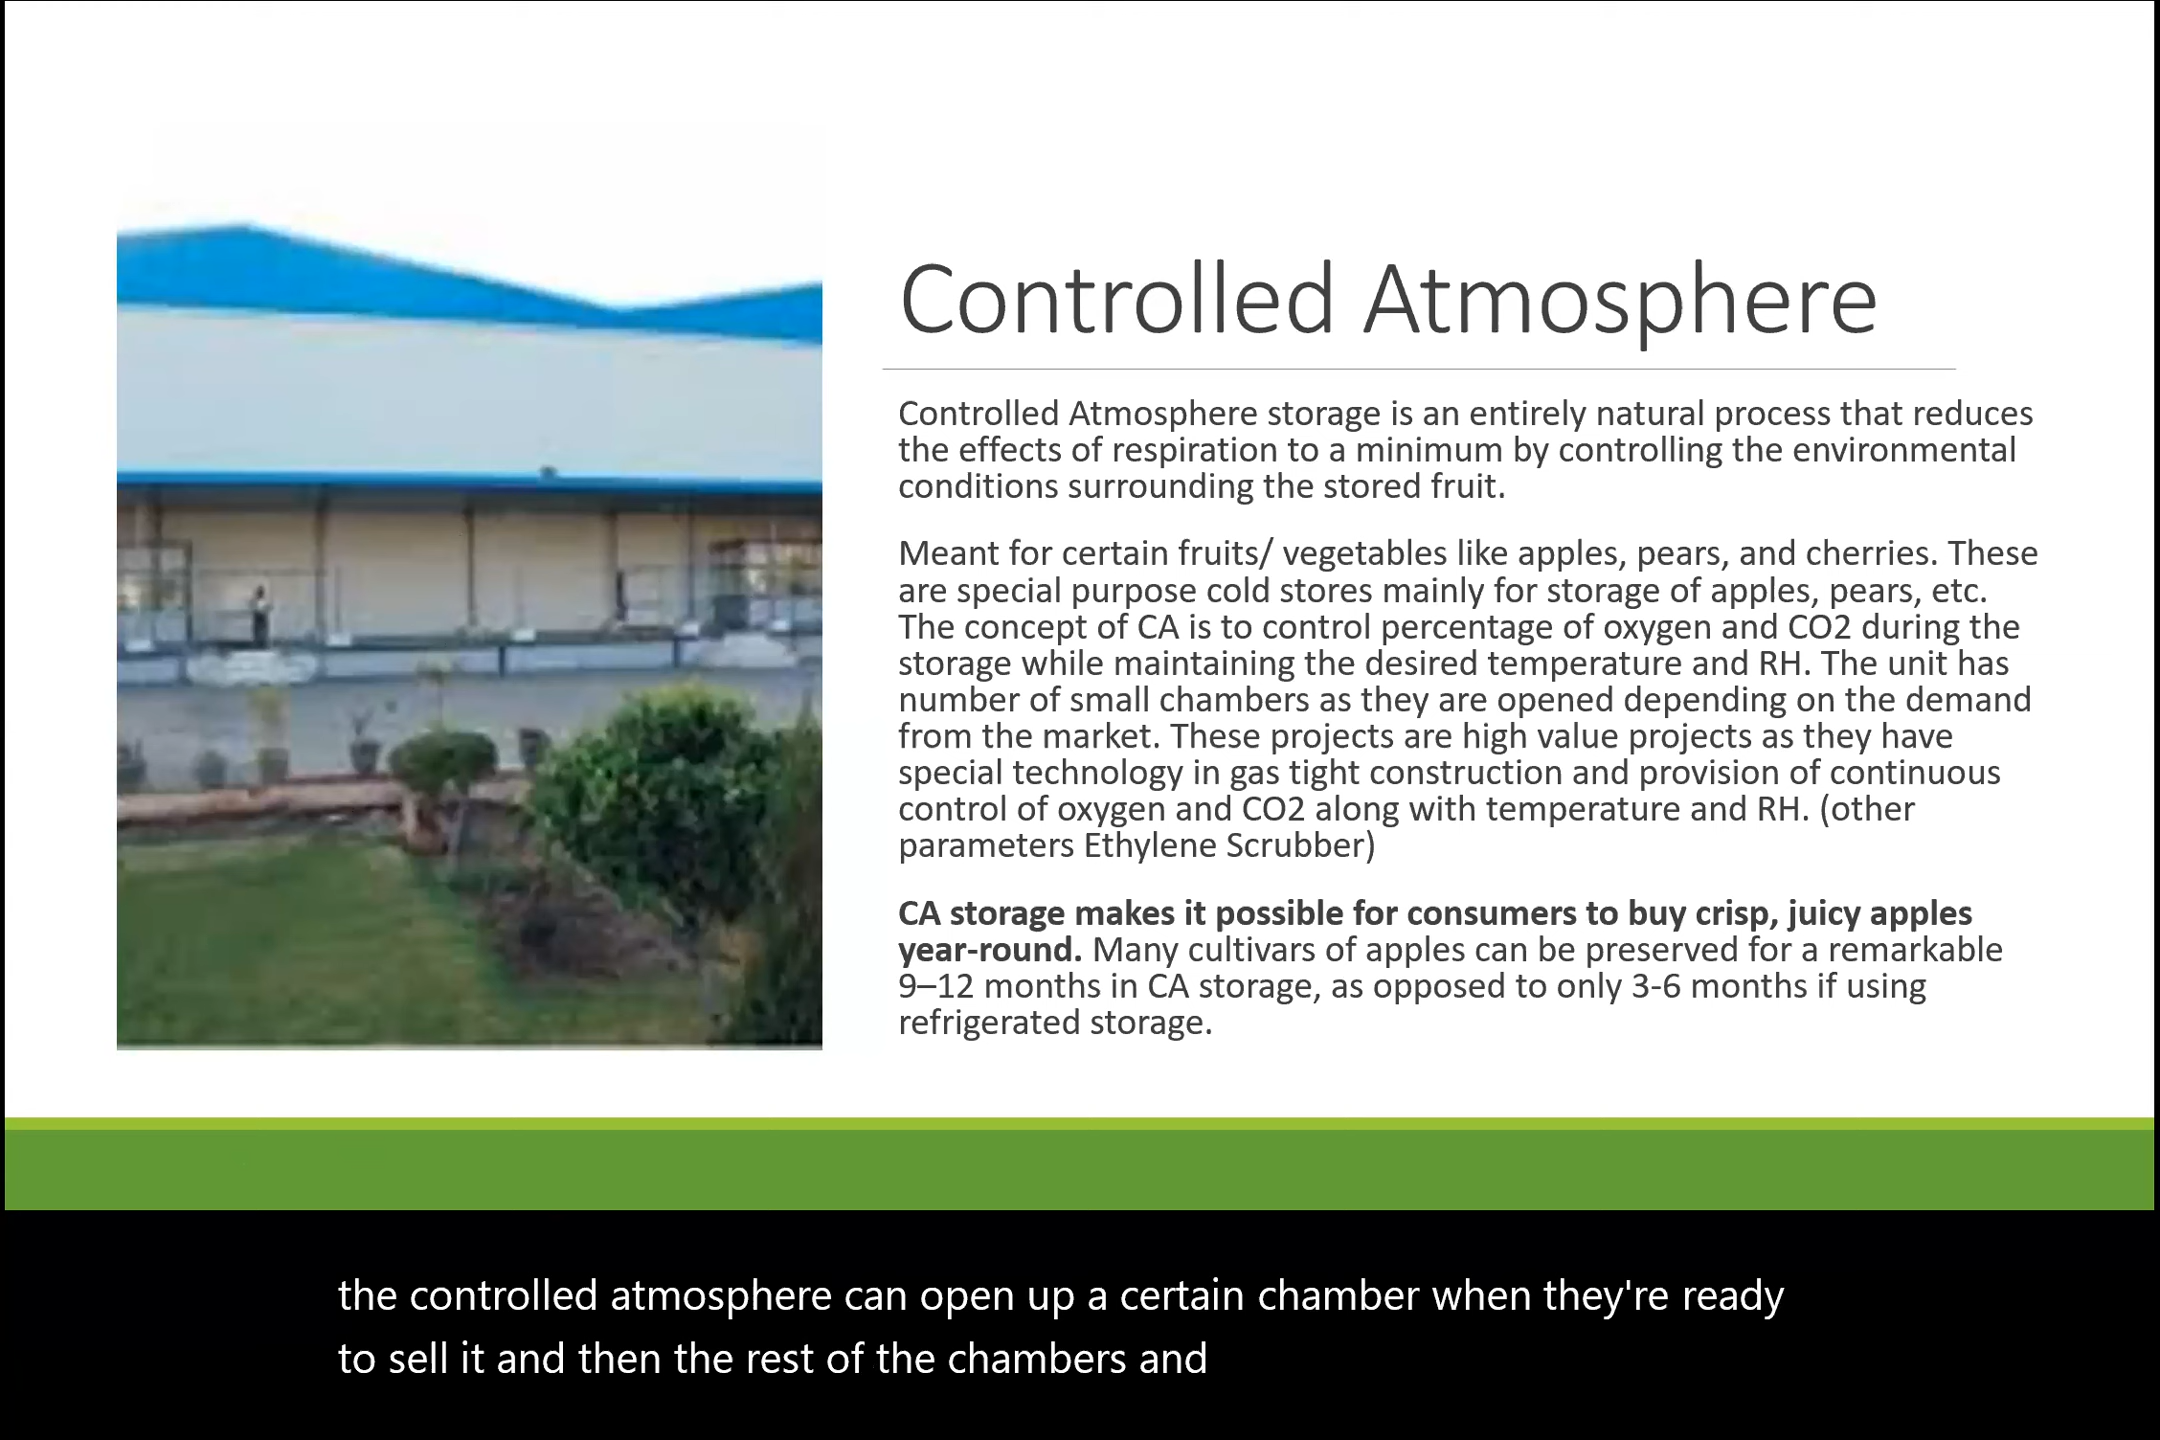 Controlled Atmosphere
Controlled Atmosphere storage is an entirely natural process that reduces
the effects of respiration to a minimum by controlling the environmental
conditions surrounding the stored fruit.
Meant for certain fruits/ vegetables like apples, pears, and cherries. These
are special purpose cold stores mainly for storage of apples, pears, etc.
The concept of CA is to control percentage of oxygen and CO2 during the
storage while maintaining the desired temperature and RH. The unit has
number of small chambers as they are opened depending on the demand
from the market. These projects are high value projects as they have
special technology in gas tight construction and provision of continuous
control of oxygen and CO2 along with temperature and RH. (other
parameters Ethylene Scrubber)
CA storage makes it possible for consumers to buy crisp, juicy apples
year-round. Many cultivars of apples can be preserved for a remarkable
9–12 months in CA storage, as opposed to only 3-6 months if using
refrigerated storage.
the controlled atmosphere can open up a certain chamber when they're ready
to sell it and then the rest of the chambers and